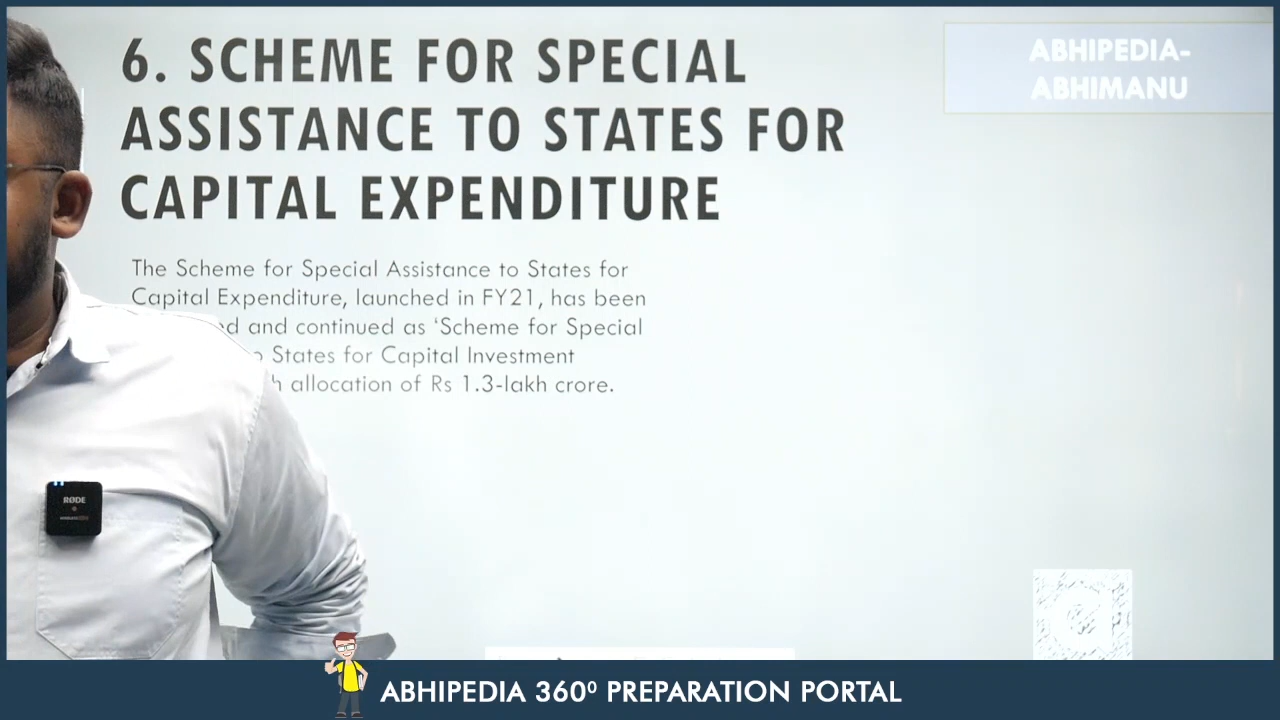 6. SCHEME FOR SPECIAL
ASSISTANCE TO STATES FOR
CAPITAL EXPENDITURE
ABHIPEDIA-
ABHIMANU
The Scheme for Special Assistance to States for
Capital Expenditure, launched in FY21, has been
and continued as ‘Scheme for Special
States for Capital Investment
allocation of Rs 1.3-lakh crore.
RØDE
ABHIPEDIA 360º PREPARATION PORTAL